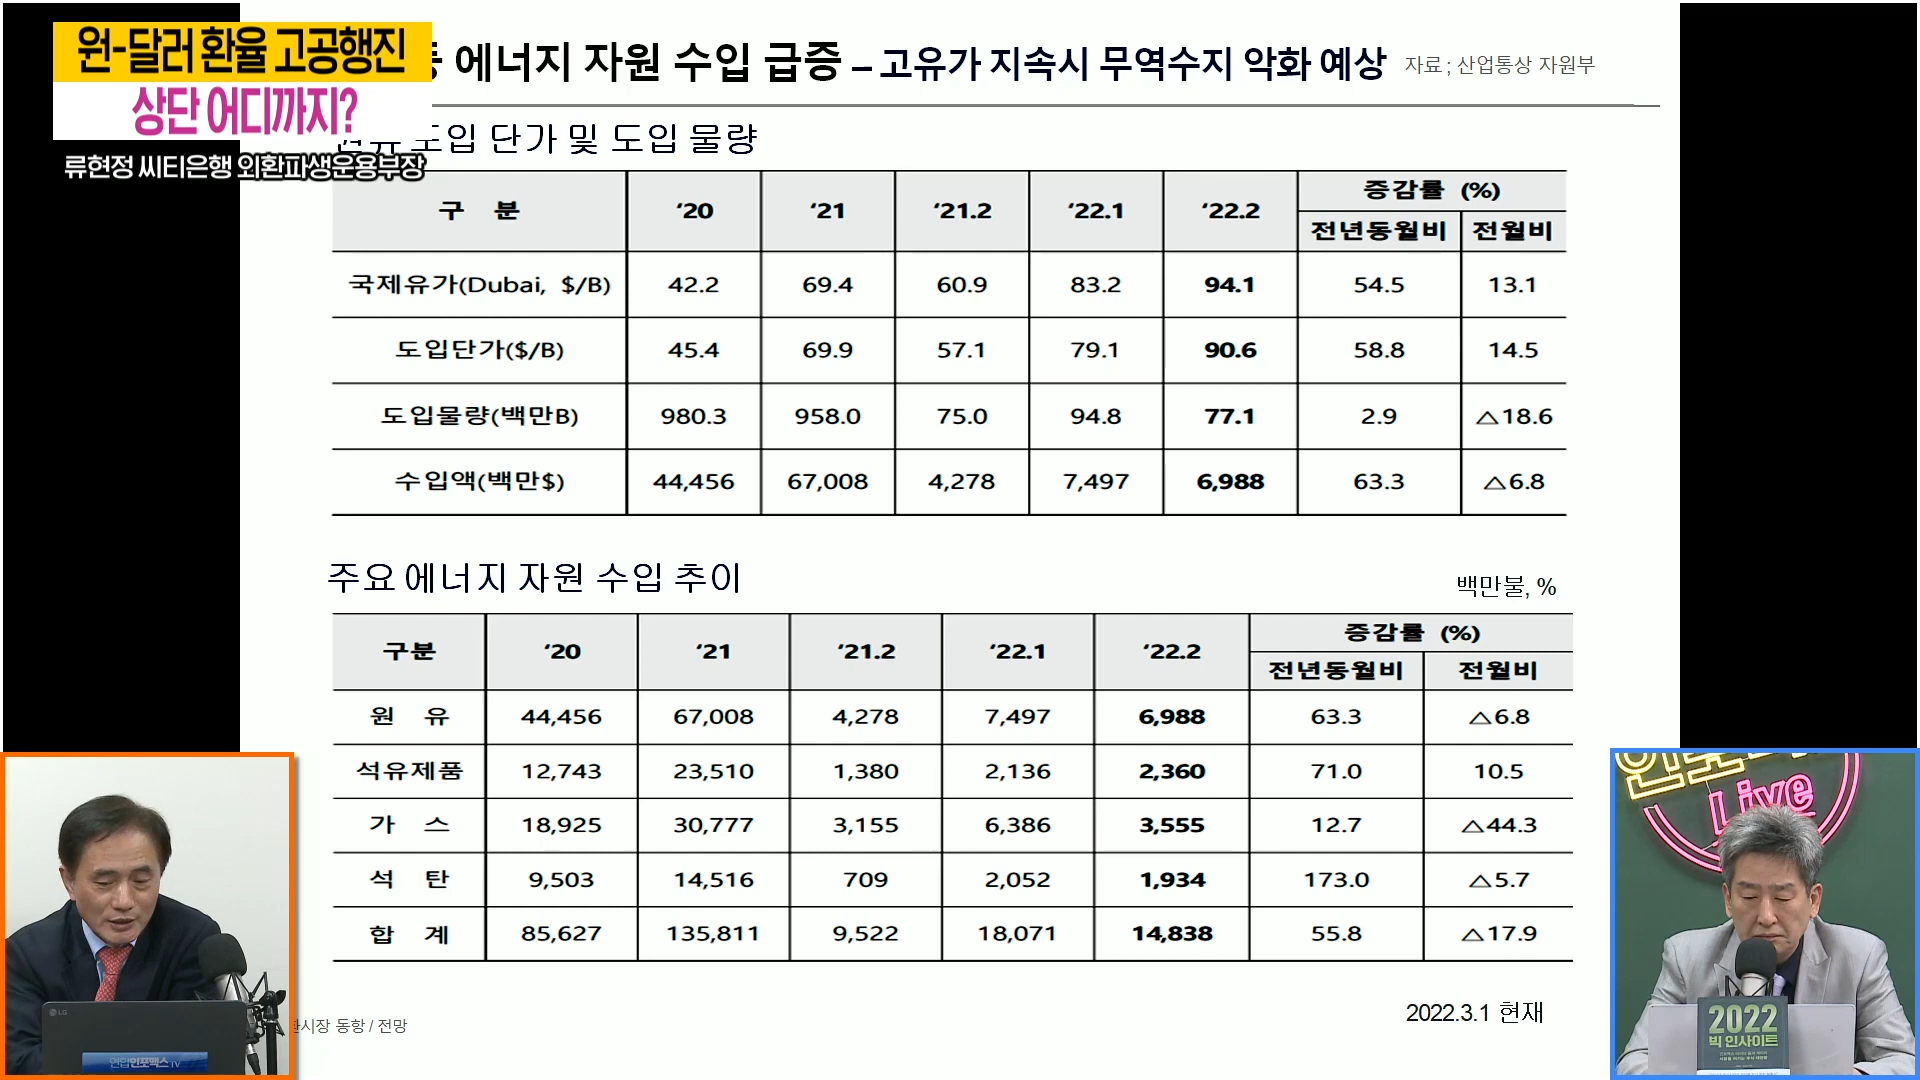 원-달러 환율 고공행진
상단 어디까지?
류현정 씨티은행 외환파생운용부장
에너지 자원 수입 급증 – 고유가 지속시 무역수지 악화 예상 자료 ; 산업통상 자원부
도입 단가 및 도입 물량
구 분 ‘20 ‘21 ‘21.2 ‘22.1 ‘22.2 증감률 (%)
전년동월비 전월비
국제유가(Dubai, $/B) 42.2 69.4 60.9 83.2 94.1 54.5 13.1
도입단가($/B) 45.4 69.9 57.1 79.1 90.6 58.8 14.5
도입물량(백만B) 980.3 958.0 75.0 94.8 77.1 2.9 △18.6
수입액(백만$) 44,456 67,008 4,278 7,497 6,988 63.3 △6.8
주요 에너지 자원 수입 추이 백만불, %
구분 ‘20 ‘21 ‘21.2 ‘22.1 ‘22.2 증감률 (%)
전년동월비 전월비
원 유 44,456 67,008 4,278 7,497 6,988 63.3 △6.8
석유제품 12,743 23,510 1,380 2,136 2,360 71.0 10.5
가 스 18,925 30,777 3,155 6,386 3,555 12.7 △44.3
석 탄 9,503 14,516 709 2,052 1,934 173.0 △5.7
합 계 85,627 135,811 9,522 18,071 14,838 55.8 △17.9
2022.3.1 현재
시장 동향 / 전망
LG
연합인포맥스TV
Live
2022
빅 인사이트